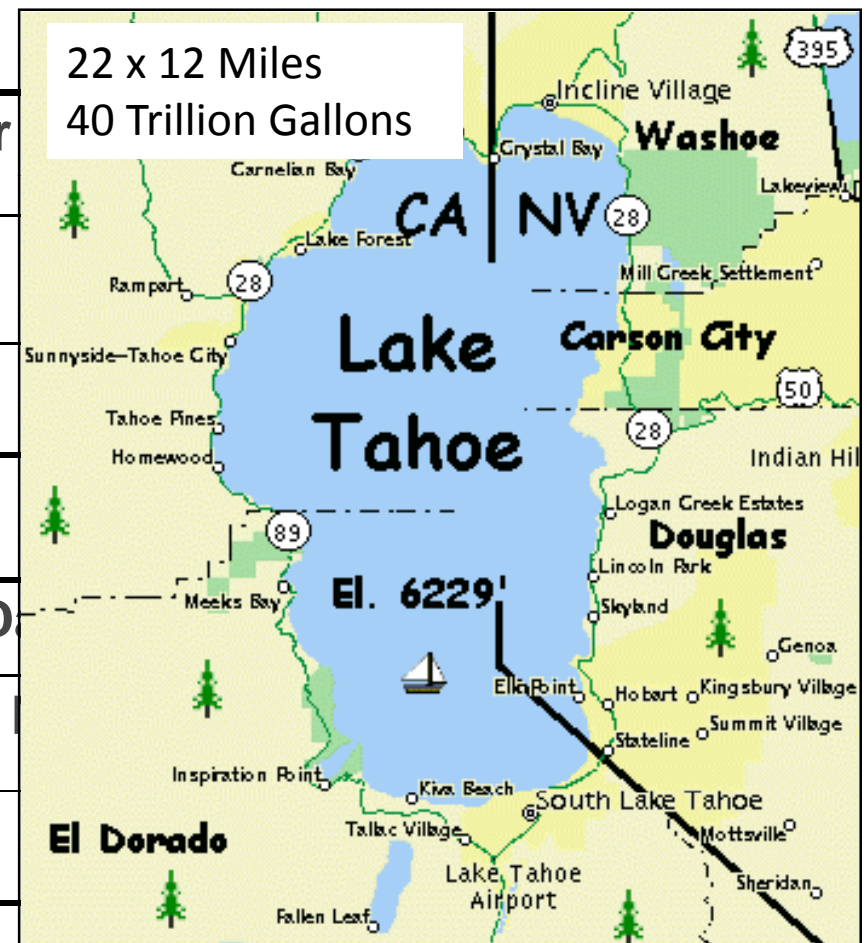 22 x 12 Miles
40 Trillion Gallons
395
Incline Village
Crystal Bay
Washoe
Carnelian Bay
Lakeview
CA NV
28
Lake Forest
Mill Creek Settlement
Rampart
28
Lake
Tahoe
Carson City
Sunnyside-Tahoe City
50
Tahoe Pines
28
Homewood
Indian Hil
Logan Creek Estates
89
Douglas
Lincoln Park
El. 6229'
Meeks Bay
Skyland
Genoa
Elk Point
Hobart
Kingsbury Village
Summit Village
Stateline
Inspiration Point
Kiva Beach
South Lake Tahoe
El Dorado
Tallac Village
Mottsville
Lake Tahoe
Airport
Sheridan
Fallen Leaf